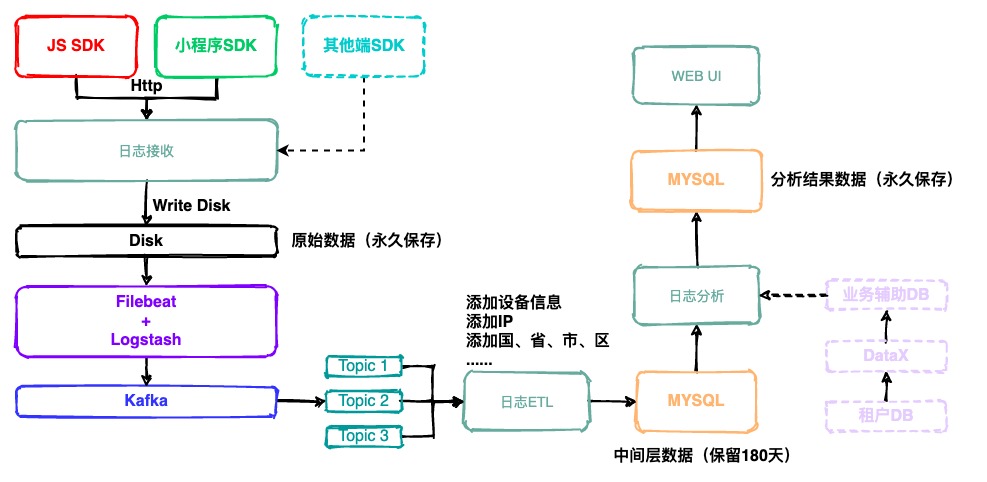 JS SDK
小程序SDK
其他端SDK
Http
日志接收
Write Disk
Disk
原始数据（永久保存）
Filebeat
+
Logstash
Kafka
Topic 1
Topic 2
Topic 3
添加设备信息
添加IP
添加国、省、市、区
......
日志ETL
MYSQL
中间层数据（保留180天）
日志分析
MYSQL
分析结果数据（永久保存）
WEB UI
业务辅助DB
DataX
租户DB